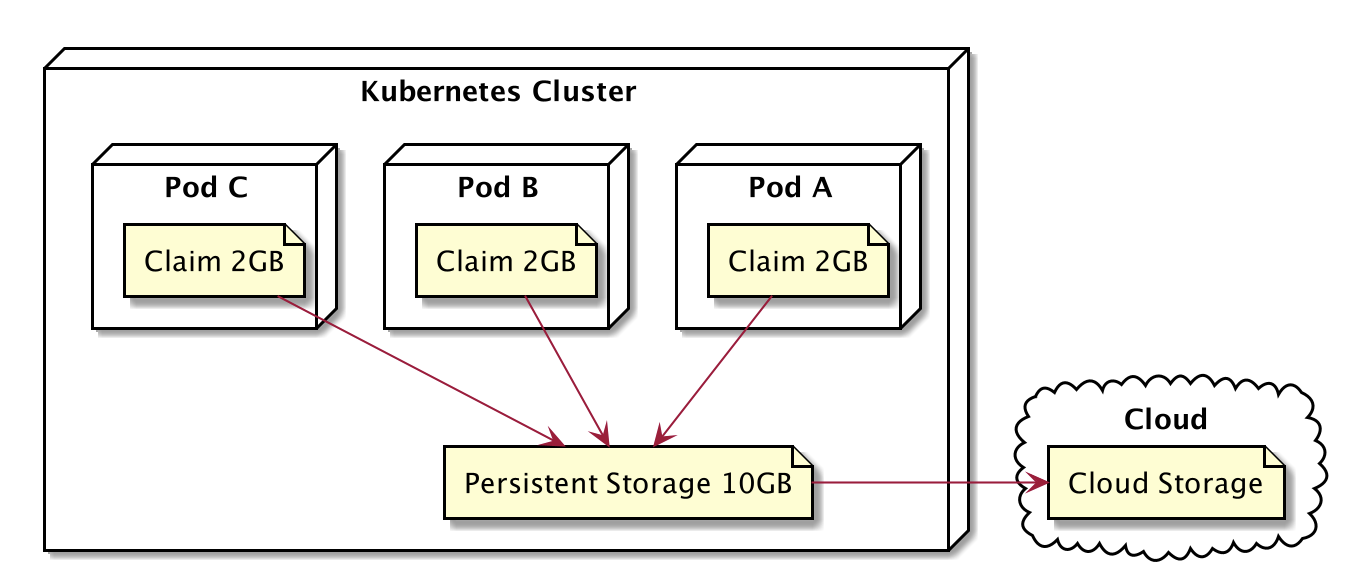 Kubernetes Cluster
Pod C
Pod B
Pod A
Claim 2GB
Claim 2GB
Claim 2GB
Cloud
Persistent Storage 10GB
Cloud Storage